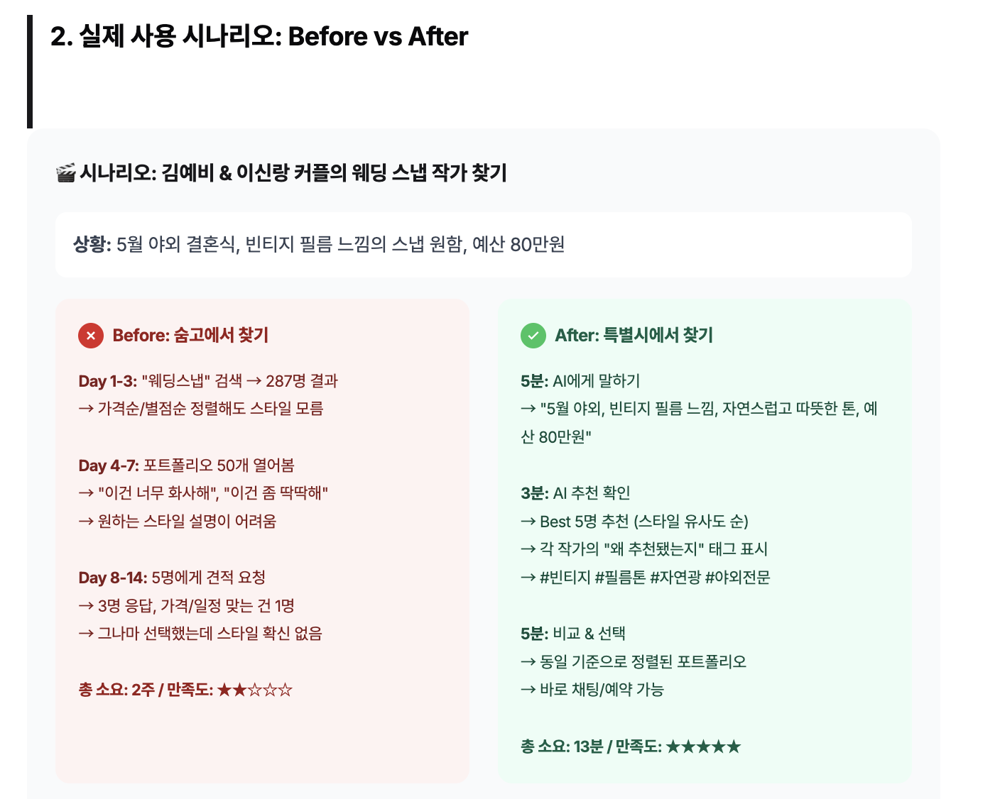 2. 실제 사용 시나리오: Before vs After
🎬 시나리오: 김예비 & 이신랑 커플의 웨딩 스냅 작가 찾기
상황: 5월 야외 결혼식, 빈티지 필름 느낌의 스냅 원함, 예산 80만원
Before: 숨고에서 찾기
Day 1-3: "웨딩스냅" 검색 → 287명 결과
→ 가격순/별점순 정렬해도 스타일 모름
Day 4-7: 포트폴리오 50개 열어봄
→ "이건 너무 화사해", "이건 좀 딱딱해"
→ 원하는 스타일 설명이 어려움
Day 8-14: 5명에게 견적 요청
→ 3명 응답, 가격/일정 맞는 건 1명
→ 그나마 선택했는데 스타일 확신 없음
총 소요: 2주 / 만족도: ★★☆☆☆
After: 특별시에서 찾기
5분: AI에게 말하기
→ "5월 야외, 빈티지 필름 느낌, 자연스럽고 따뜻한 톤, 예
산 80만원"
3분: AI 추천 확인
→ Best 5명 추천 (스타일 유사도 순)
→ 각 작가의 "왜 추천됐는지" 태그 표시
→ #빈티지 #필름톤 #자연광 #야외전문
5분: 비교 & 선택
→ 동일 기준으로 정렬된 포트폴리오
→ 바로 채팅/예약 가능
총 소요: 13분 / 만족도: ★★★★★